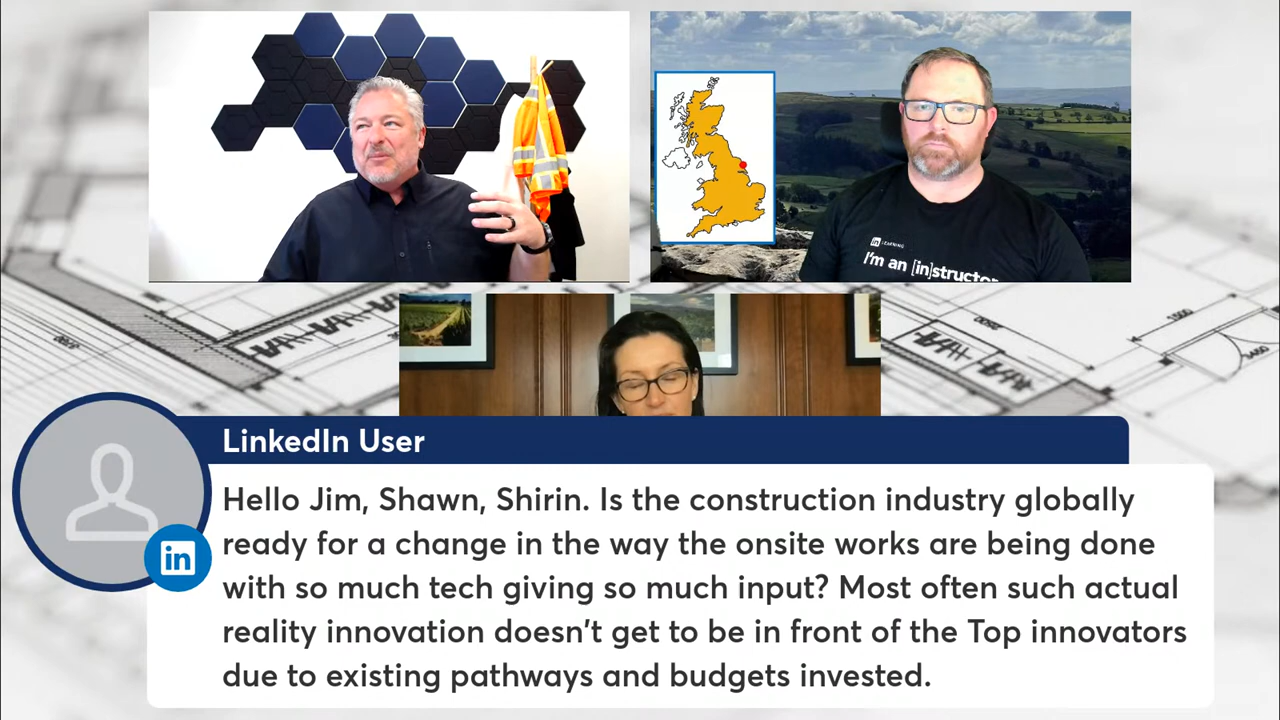 in LEARNING
I'm an [in]structor
LinkedIn User
Hello Jim, Shawn, Shirin. Is the construction industry globally
ready for a change in the way the onsite works are being done
with so much tech giving so much input? Most often such actual
reality innovation doesn't get to be in front of the Top innovators
due to existing pathways and budgets invested.
in